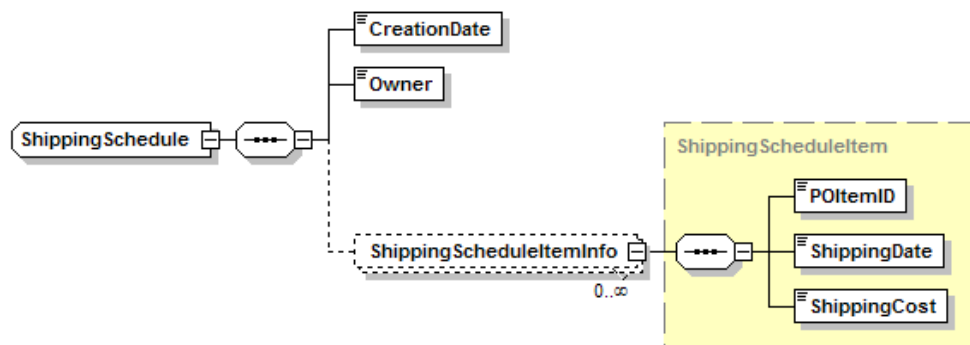 CreationDate
Owner
ShippingSchedule
ShippingScheduleItem
POItemID
ShippingScheduleItemInfo
ShippingDate
0..∞
ShippingCost